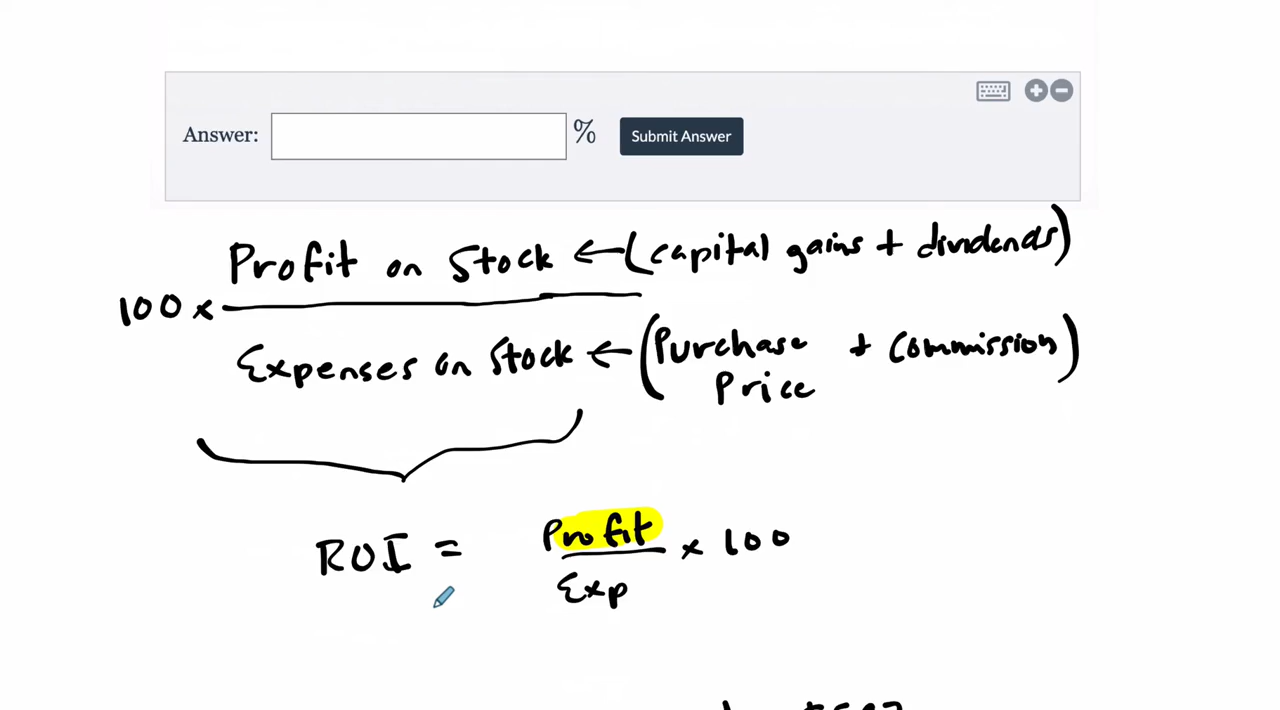 Answer: % Submit Answer
Profit on Stock ← (capital gains + dividends)
100 ×
Expenses on Stock ← (Purchase Price + Commission)
ROI = Profit / Exp × 100